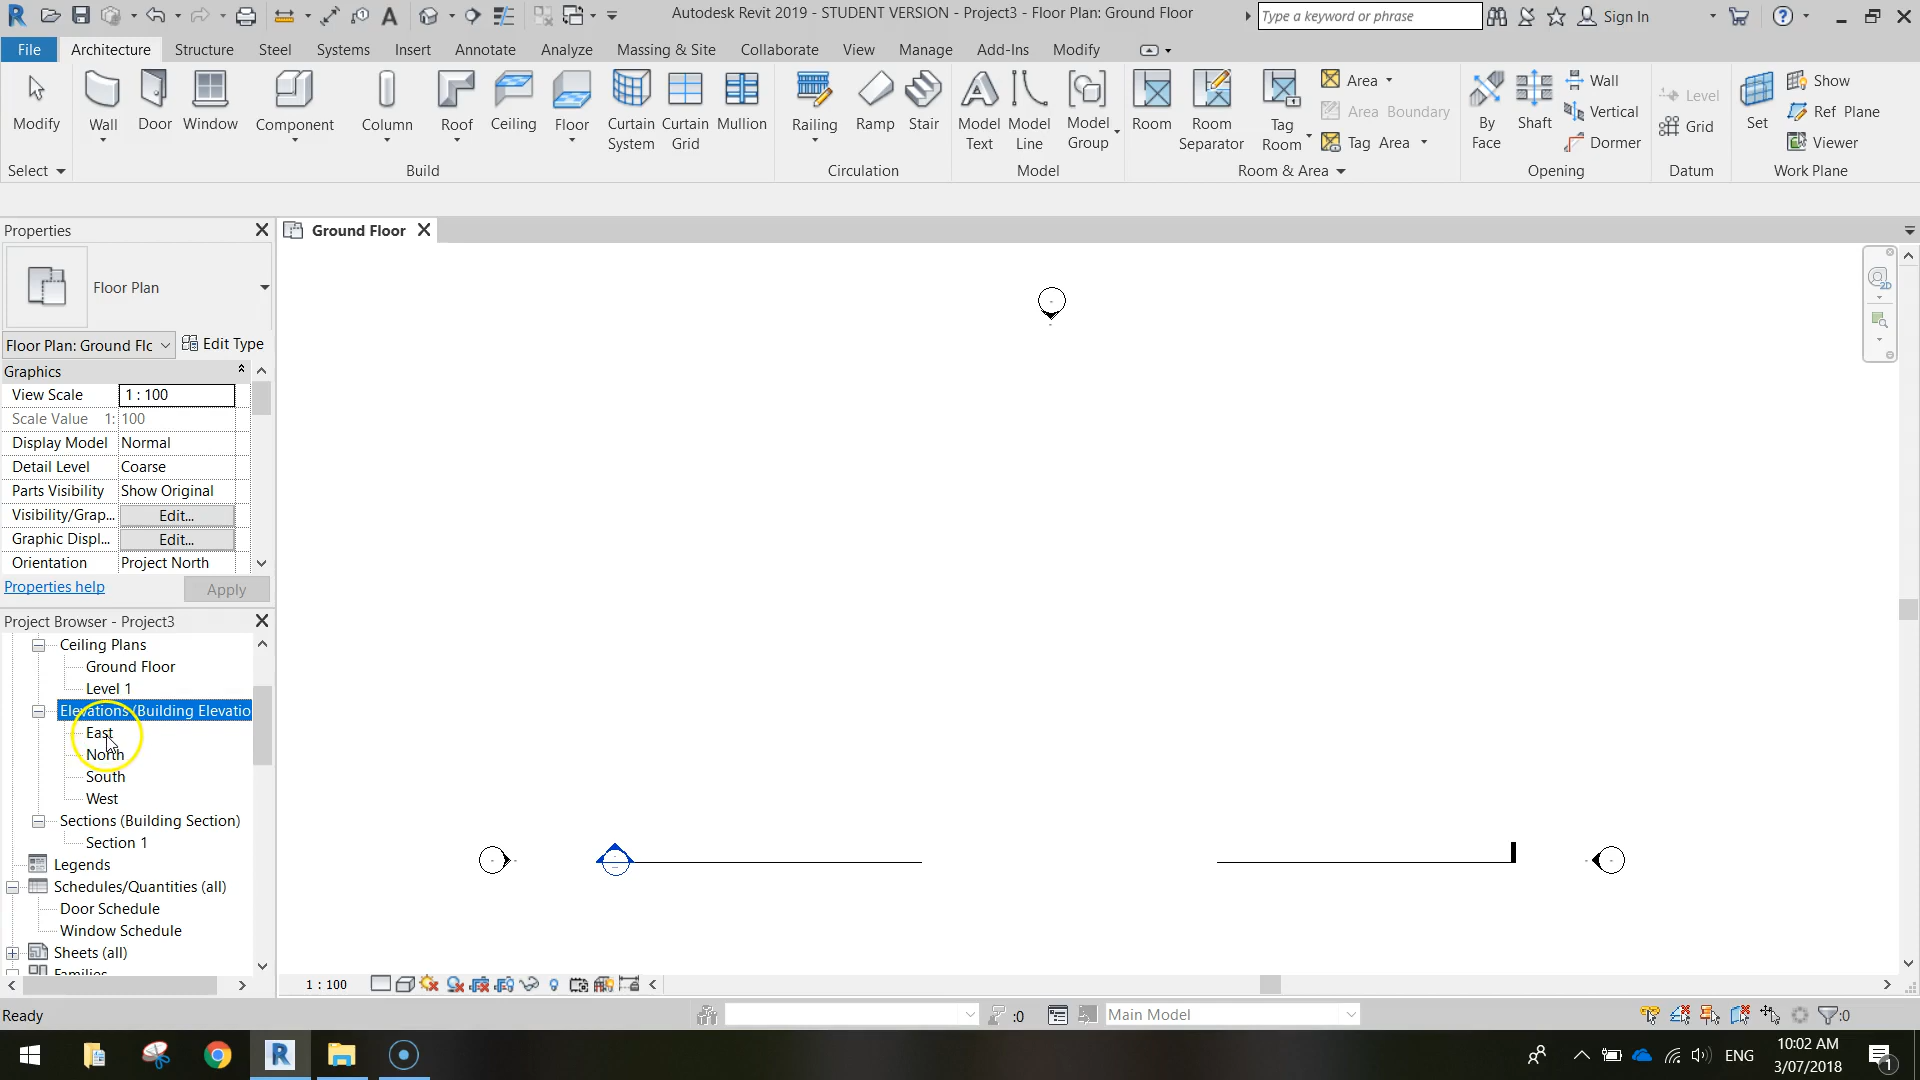 Autodesk Revit 2019 - STUDENT VERSION - Project3 - Floor Plan: Ground Floor
Type a keyword or phrase
Sign In
File Architecture Structure Steel Systems Insert Annotate Analyze Massing & Site Collaborate View Manage Add-Ins Modify
Modify
Wall
Door
Window
Component
Column
Roof
Ceiling
Floor
Curtain
System
Curtain
Grid
Mullion
Railing
Ramp
Stair
Model
Text
Model
Line
Model
Group
Room
Room
Separator
Tag
Room
Area
Area Boundary
Tag Area
By
Face
Shaft
Wall
Vertical
Dormer
Level
Grid
Set
Show
Ref Plane
Viewer
Select Build Circulation Model Room & Area Opening Datum Work Plane
Properties
Ground Floor
Floor Plan
Floor Plan: Ground Flc
Edit Type
Graphics
View Scale 1 : 100
Scale Value 1: 100
Display Model Normal
Detail Level Coarse
Parts Visibility Show Original
Visibility/Grap... Edit...
Graphic Displ... Edit...
Orientation Project North
Properties help
Apply
Project Browser - Project3
Ceiling Plans
Ground Floor
Level 1
Elevations (Building Elevatio
East
North
South
West
Sections (Building Section)
Section 1
Legends
Schedules/Quantities (all)
Door Schedule
Window Schedule
Sheets (all)
Families
1 : 100
2D
Ready
:0
Main Model
:0
ENG
10:02 AM
3/07/2018
1